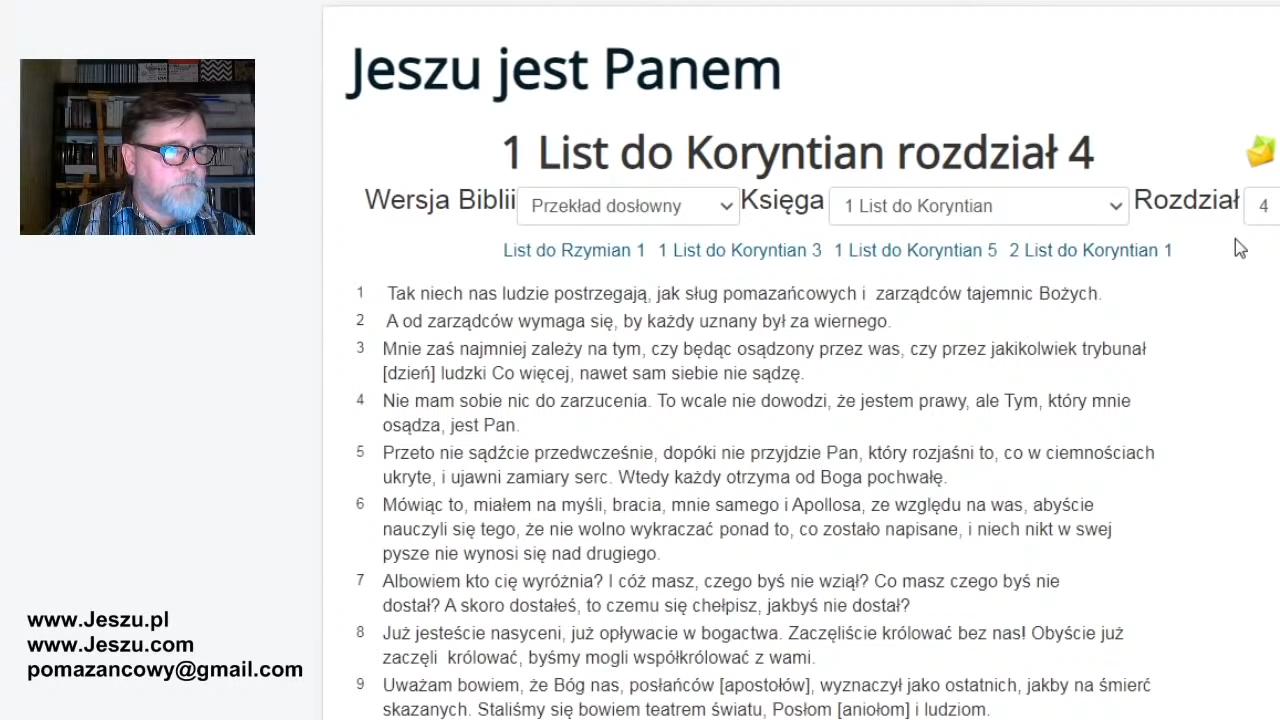 Jeszu jest Panem
1 List do Koryntian rozdział 4
Wersja Biblii Przekład dosłowny Księga 1 List do Koryntian Rozdział 4
List do Rzymian 1 1 List do Koryntian 3 1 List do Koryntian 5 2 List do Koryntian 1
1 Tak niech nas ludzie postrzegają, jak sług pomazańcowych i zarządców tajemnic Bożych.
2 A od zarządców wymaga się, by każdy uznany był za wiernego.
3 Mnie zaś najmniej zależy na tym, czy będąc osądzony przez was, czy przez jakikolwiek trybunał
[dzień] ludzki Co więcej, nawet sam siebie nie sądzę.
4 Nie mam sobie nic do zarzucenia. To wcale nie dowodzi, że jestem prawy, ale Tym, który mnie
osądza, jest Pan.
5 Przeto nie sądźcie przedwcześnie, dopóki nie przyjdzie Pan, który rozjaśni to, co w ciemnościach
ukryte, i ujawni zamiary serc. Wtedy każdy otrzyma od Boga pochwałę.
6 Mówiąc to, miałem na myśli, bracia, mnie samego i Apollosa, ze względu na was, abyście
nauczyli się tego, że nie wolno wykraczać ponad to, co zostało napisane, i niech nikt w swej
pysze nie wynosi się nad drugiego.
7 Albowiem kto cię wyróżnia? I cóż masz, czego byś nie wziął? Co masz czego byś nie
dostał? A skoro dostałeś, to czemu się chełpisz, jakbyś nie dostał?
8 Już jesteście nasyceni, już opływacie w bogactwa. Zaczęliście królować bez nas! Obyście już
zaczęli królować, byśmy mogli współkrólować z wami.
9 Uważam bowiem, że Bóg nas, posłańców [apostołów], wyznaczył jako ostatnich, jakby na śmierć
skazanych. Staliśmy się bowiem teatrem światu, Posłom [aniołom] i ludziom.
www.Jeszu.pl
www.Jeszu.com
pomazancowy@gmail.com